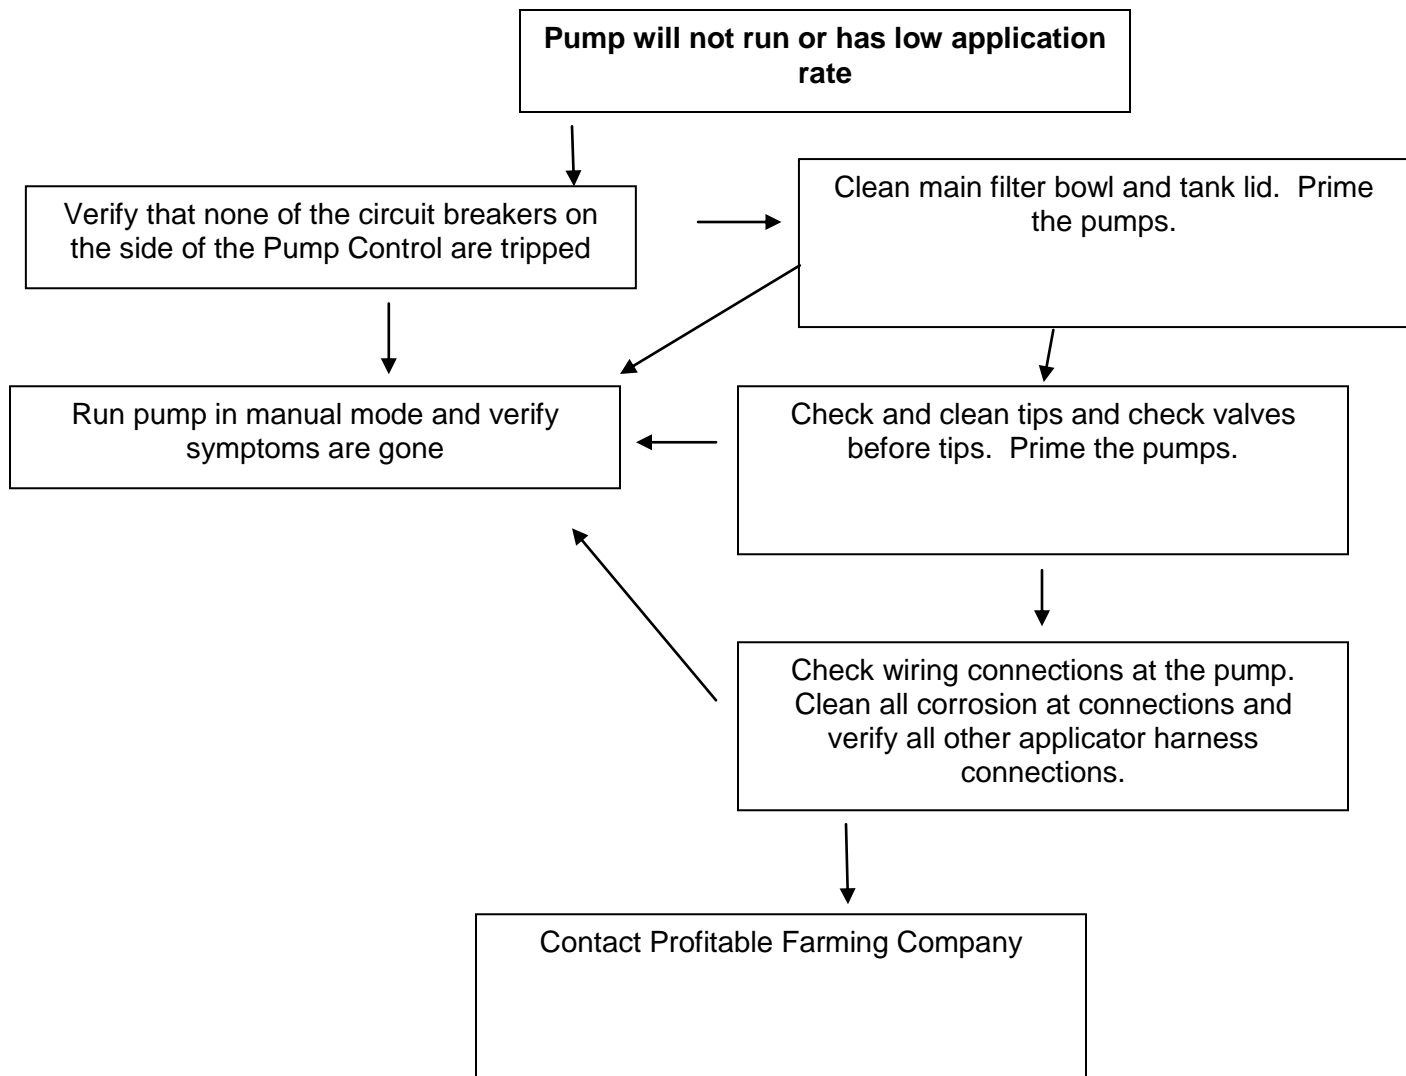 Pump will not run or has low application
rate
Verify that none of the circuit breakers on
the side of the Pump Control are tripped
Clean main filter bowl and tank lid.  Prime
the pumps.
Run pump in manual mode and verify
symptoms are gone
Check and clean tips and check valves
before tips.  Prime the pumps.
Check wiring connections at the pump.
Clean all corrosion at connections and
verify all other applicator harness
connections.
Contact Profitable Farming Company